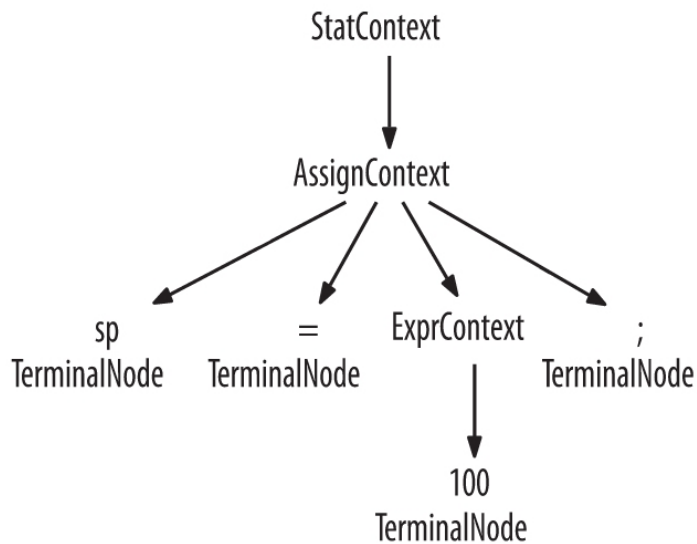 StatContext
AssignContext
sp = ExprContext ;
TerminalNode TerminalNode TerminalNode
100
TerminalNode